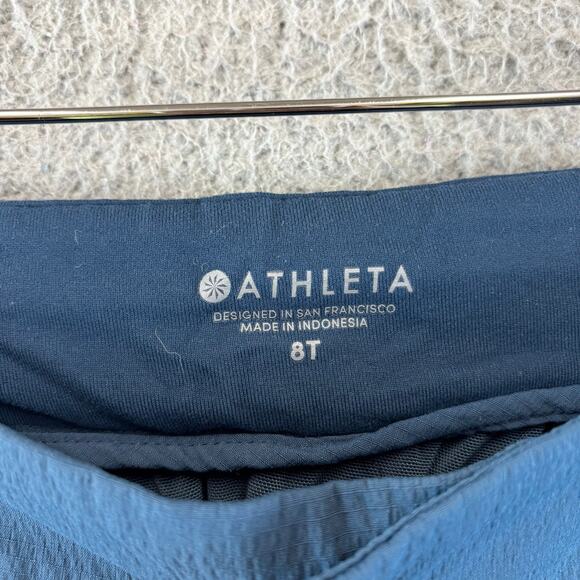 ATHLETA
DESIGNED IN SAN FRANCISCO
MADE IN INDONESIA
8T